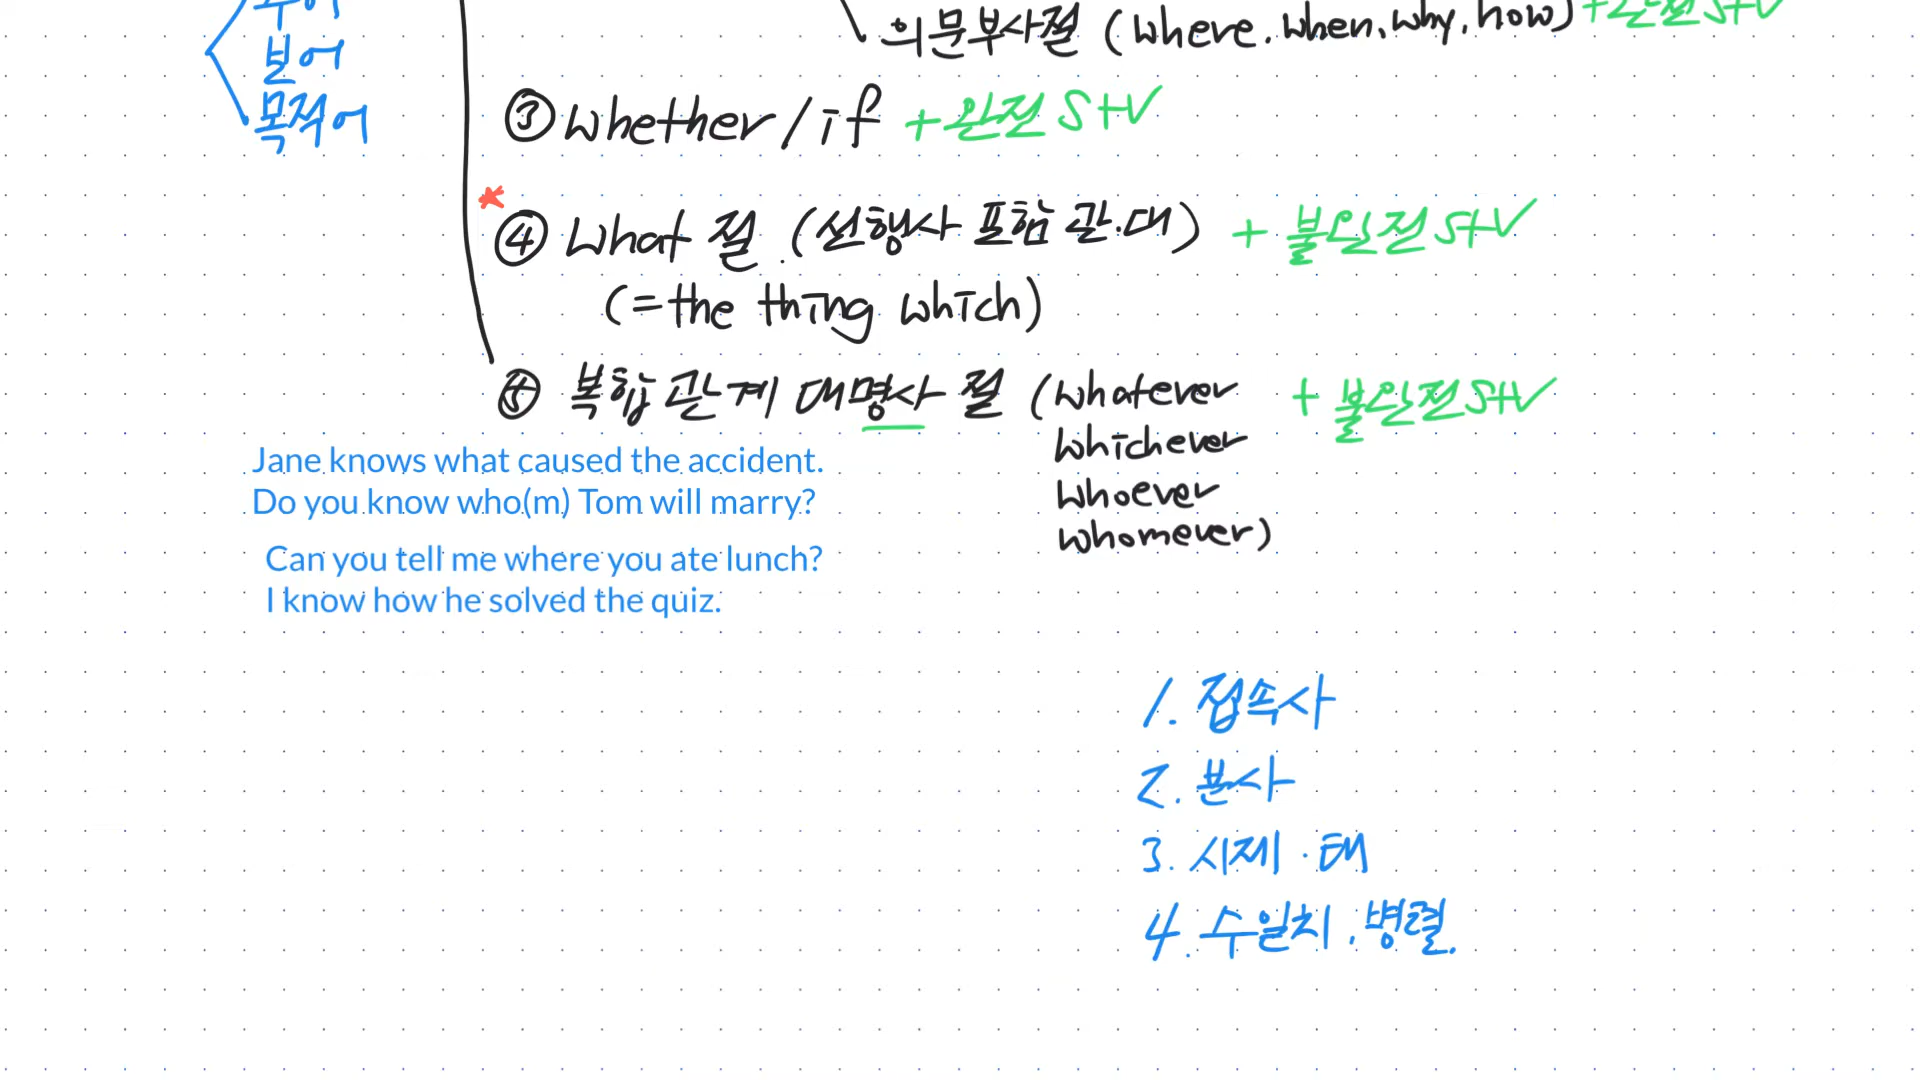 주어
보어
목적어
의문부사절 (where. when. why. how) + 완전 S+V
③ whether / if + 완전 S+V
④ what 절 (선행사 포함 관.대) + 불완전 S+V
(= the thing which)
⑤ 복합 관계 대명사 절 (whatever + 불완전 S+V
whichever
whoever
whomever)
Jane knows what caused the accident.
Do you know who(m) Tom will marry?
Can you tell me where you ate lunch?
I know how he solved the quiz.
1. 접속사
2. 분사
3. 시제 · 태
4. 수일치, 병렬.